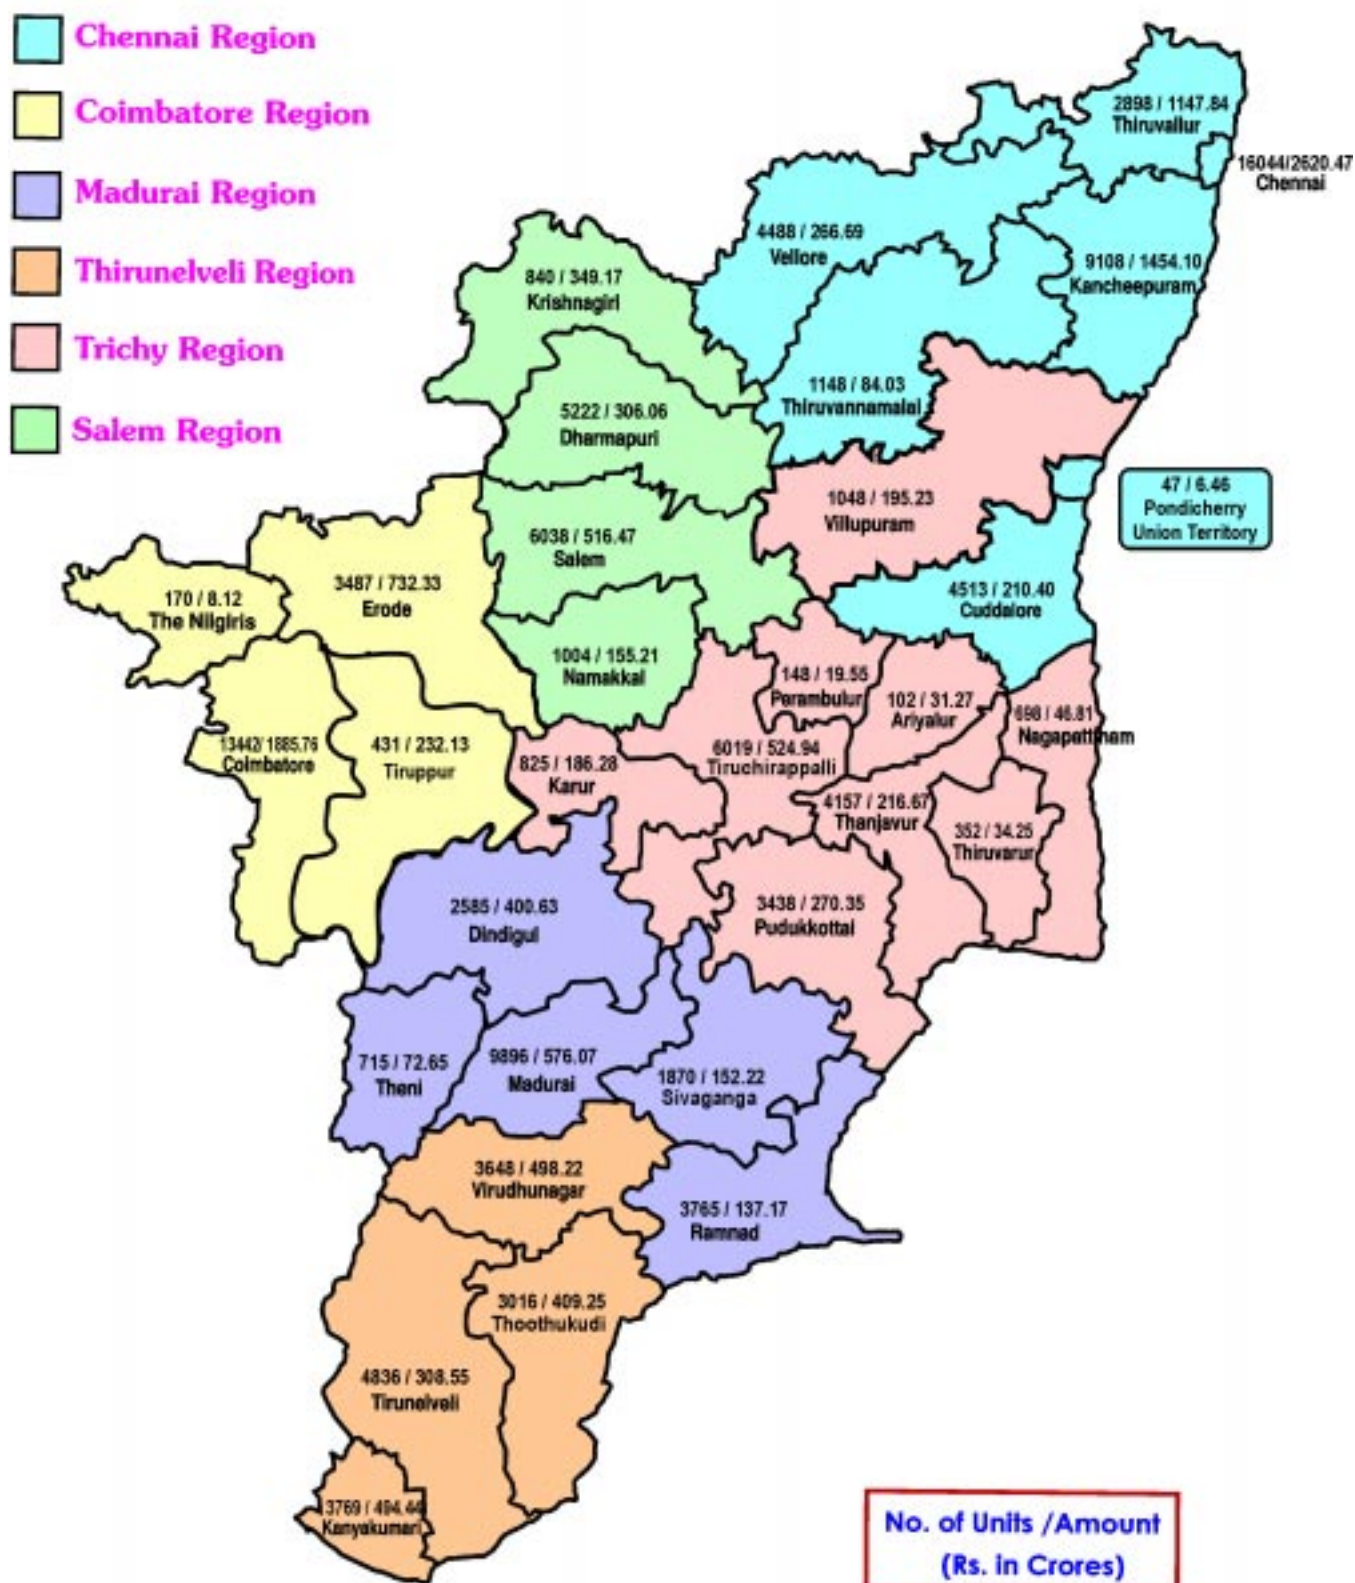 Chennai Region
Coimbatore Region
Madurai Region
Thirunelveli Region
Trichy Region
Salem Region
2898 / 1147.84
Thiruvallur
16044/2620.47
Chennai
4488 / 266.69
Vellore
9108 / 1454.10
Kancheepuram
840 / 349.17
Krishnagiri
1148 / 84.03
Thiruvannamalai
5222 / 306.06
Dharmapuri
47 / 6.46
Pondicherry
Union Territory
1048 / 195.23
Villupuram
6038 / 516.47
Salem
3487 / 732.33
Erode
170 / 8.12
The Nilgiris
4513 / 210.40
Cuddalore
1004 / 155.21
Namakkal
148 / 19.55
Perambulur
102 / 31.27
Ariyalur
698 / 46.81
Nagapattinam
13442/ 1885.76
Coimbatore
431 / 232.13
Tiruppur
825 / 186.28
Karur
6019 / 524.94
Tiruchirappalli
4157 / 216.67
Thanjavur
352 / 34.25
Thiruvarur
2585 / 400.63
Dindigul
3438 / 270.35
Pudukkottai
715 / 72.65
Theni
9896 / 576.07
Madurai
1870 / 152.22
Sivaganga
3648 / 498.22
Virudhunagar
3765 / 137.17
Ramnad
3016 / 409.25
Thoothukudi
4836 / 308.55
Tirunelveli
3769 / 494.44
Kanyakumari
No. of Units /Amount
(Rs. in Crores)